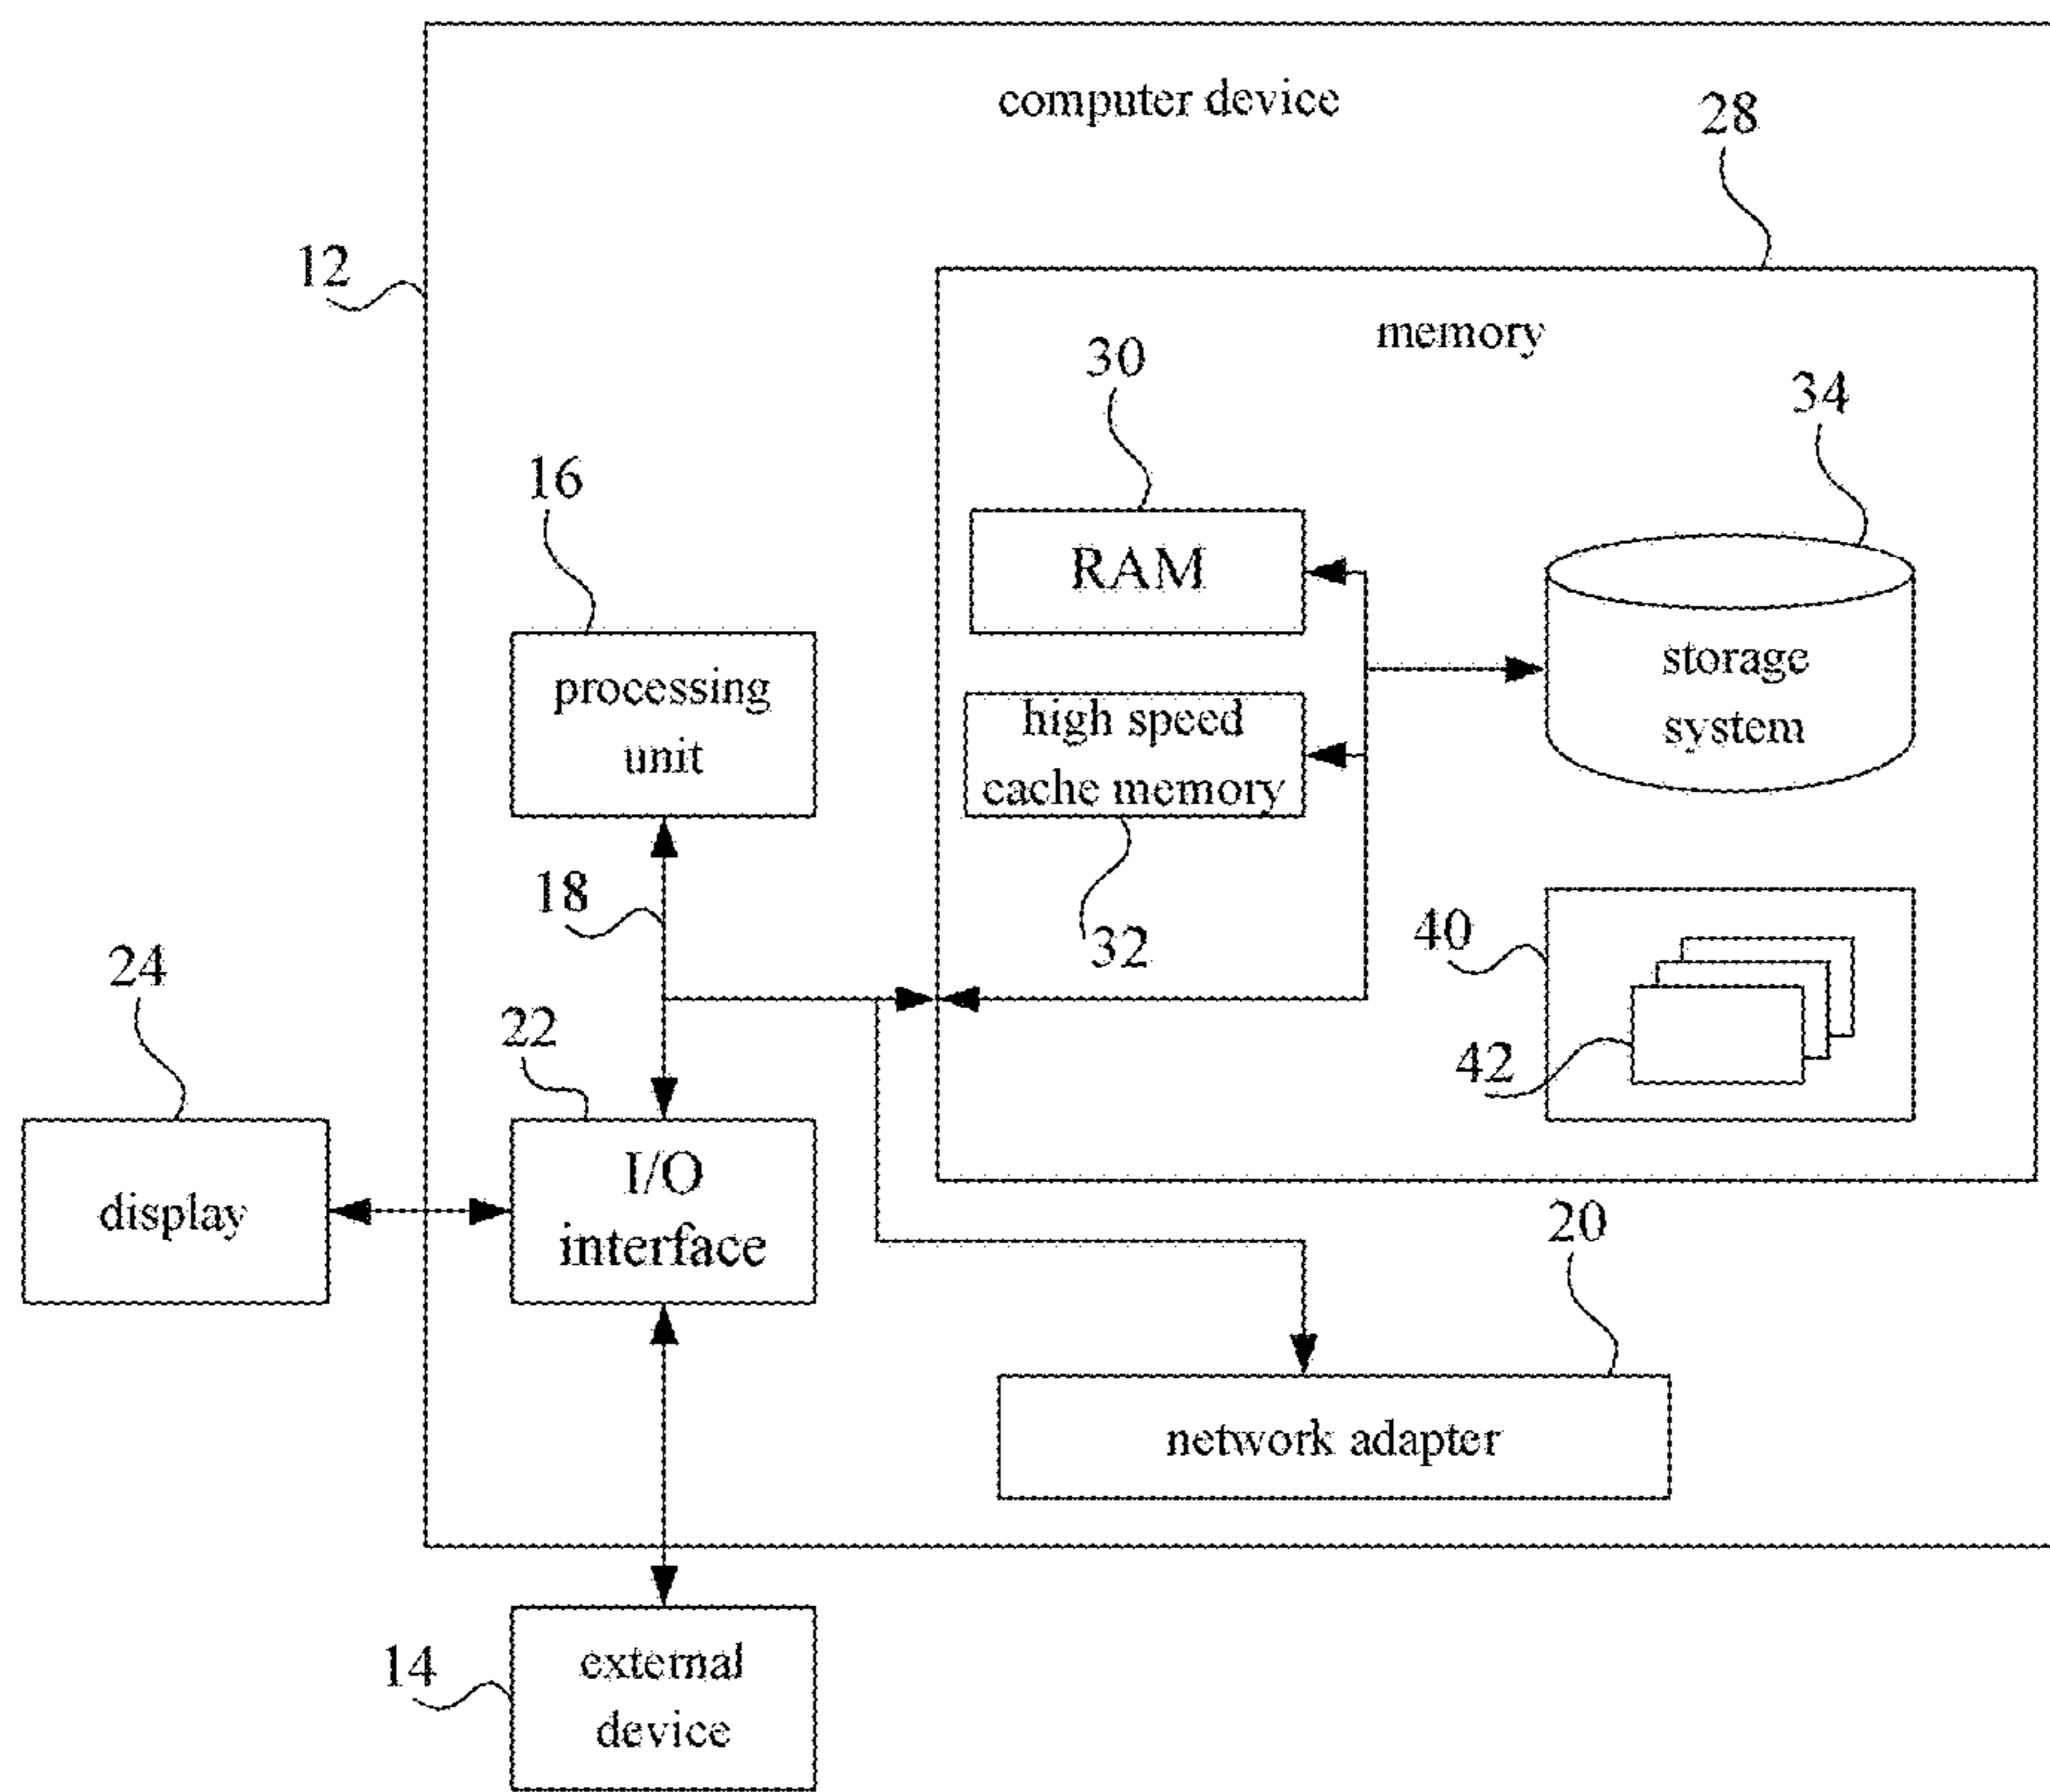 computer device
28
12
memory
30
34
16
RAM
processing
unit
storage
system
high speed
cache memory
18
32
40
24
22
42
I/O
interface
display
20
network adapter
14
external
device